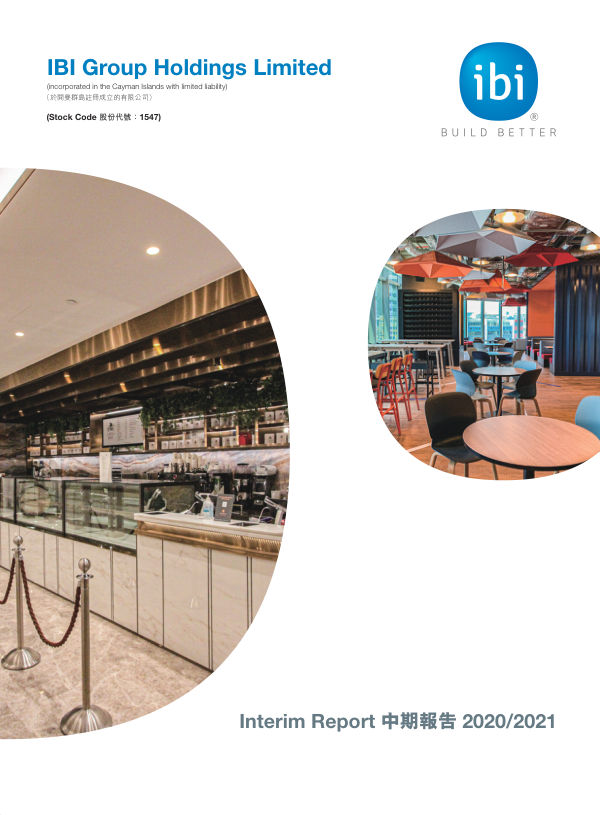 IBI Group Holdings Limited
(incorporated in the Cayman Islands with limited liability)
（於開曼群島註冊成立的有限公司）
(Stock Code 股份代號：1547)
ibi
®
BUILD BETTER
Interim Report 中期報告 2020/2021